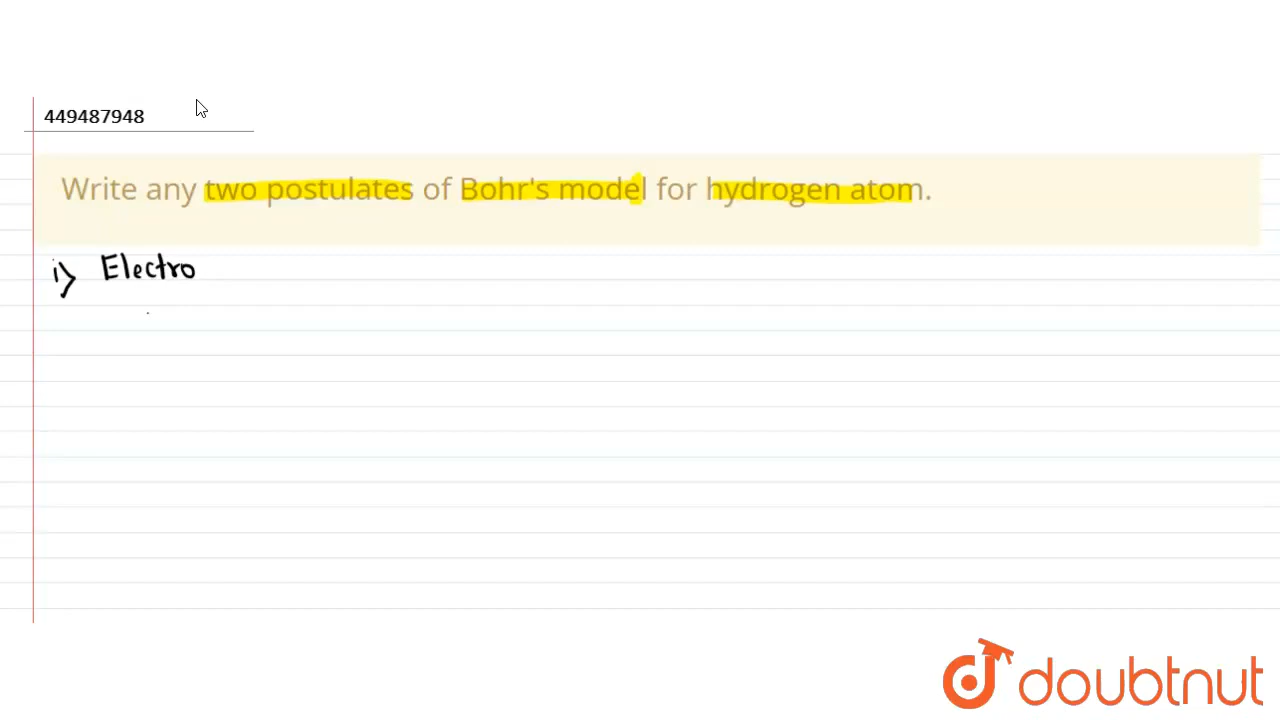 449487948
Write any two postulates of Bohr's model for hydrogen atom.
i) Electro
doubtnut